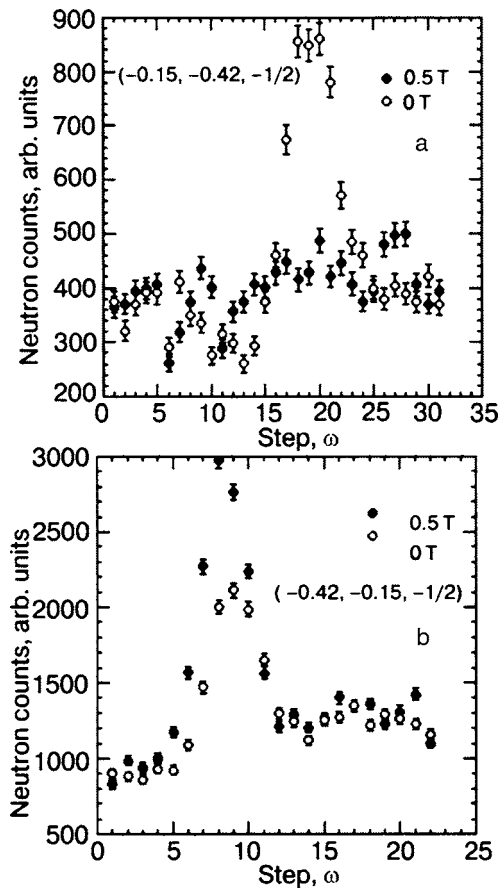 900
800
700
600
500
400
300
200
Neutron counts, arb. units
(−0.15, −0.42, −1/2)
0.5 T
0 T
a
0 5 10 15 20 25 30 35
Step, ω
3000
2500
2000
1500
1000
500
Neutron counts, arb. units
0.5 T
0 T
( −0.42, −0.15, −1/2)
b
0 5 10 15 20 25
Step, ω